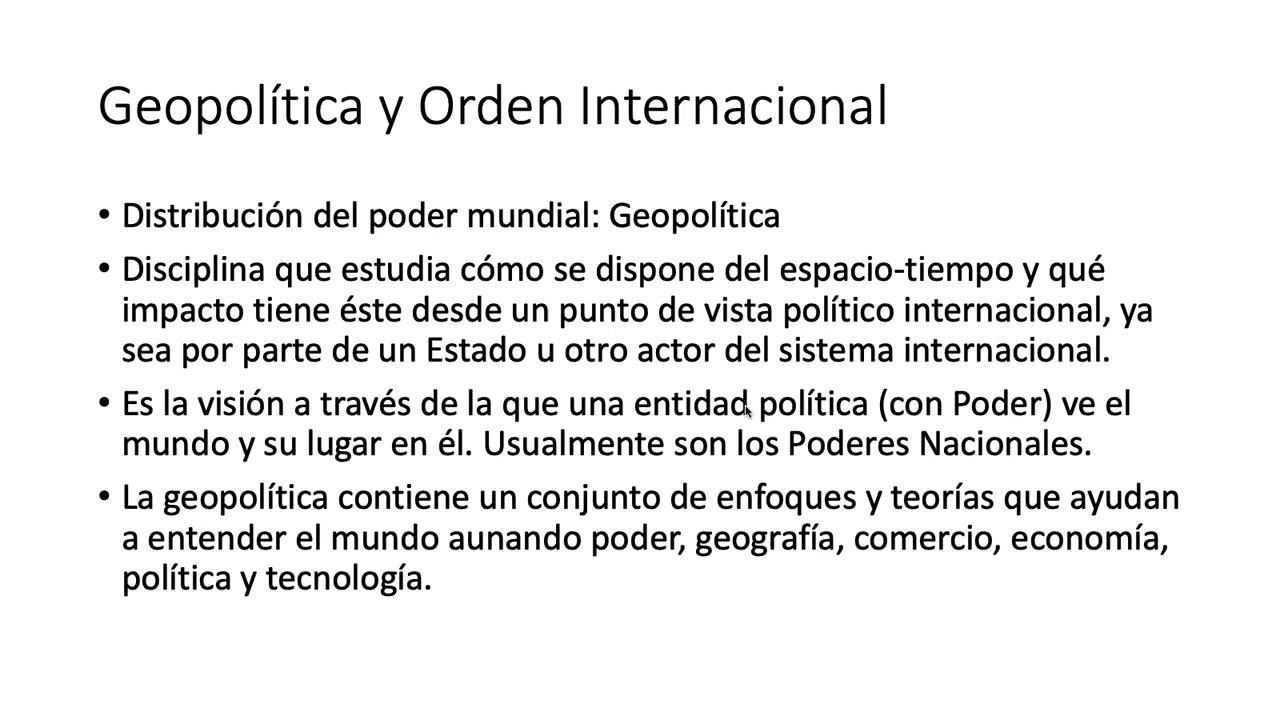 Geopolítica y Orden Internacional
• Distribución del poder mundial: Geopolítica
• Disciplina que estudia cómo se dispone del espacio-tiempo y qué
impacto tiene éste desde un punto de vista político internacional, ya
sea por parte de un Estado u otro actor del sistema internacional.
• Es la visión a través de la que una entidad política (con Poder) ve el
mundo y su lugar en él. Usualmente son los Poderes Nacionales.
• La geopolítica contiene un conjunto de enfoques y teorías que ayudan
a entender el mundo aunando poder, geografía, comercio, economía,
política y tecnología.